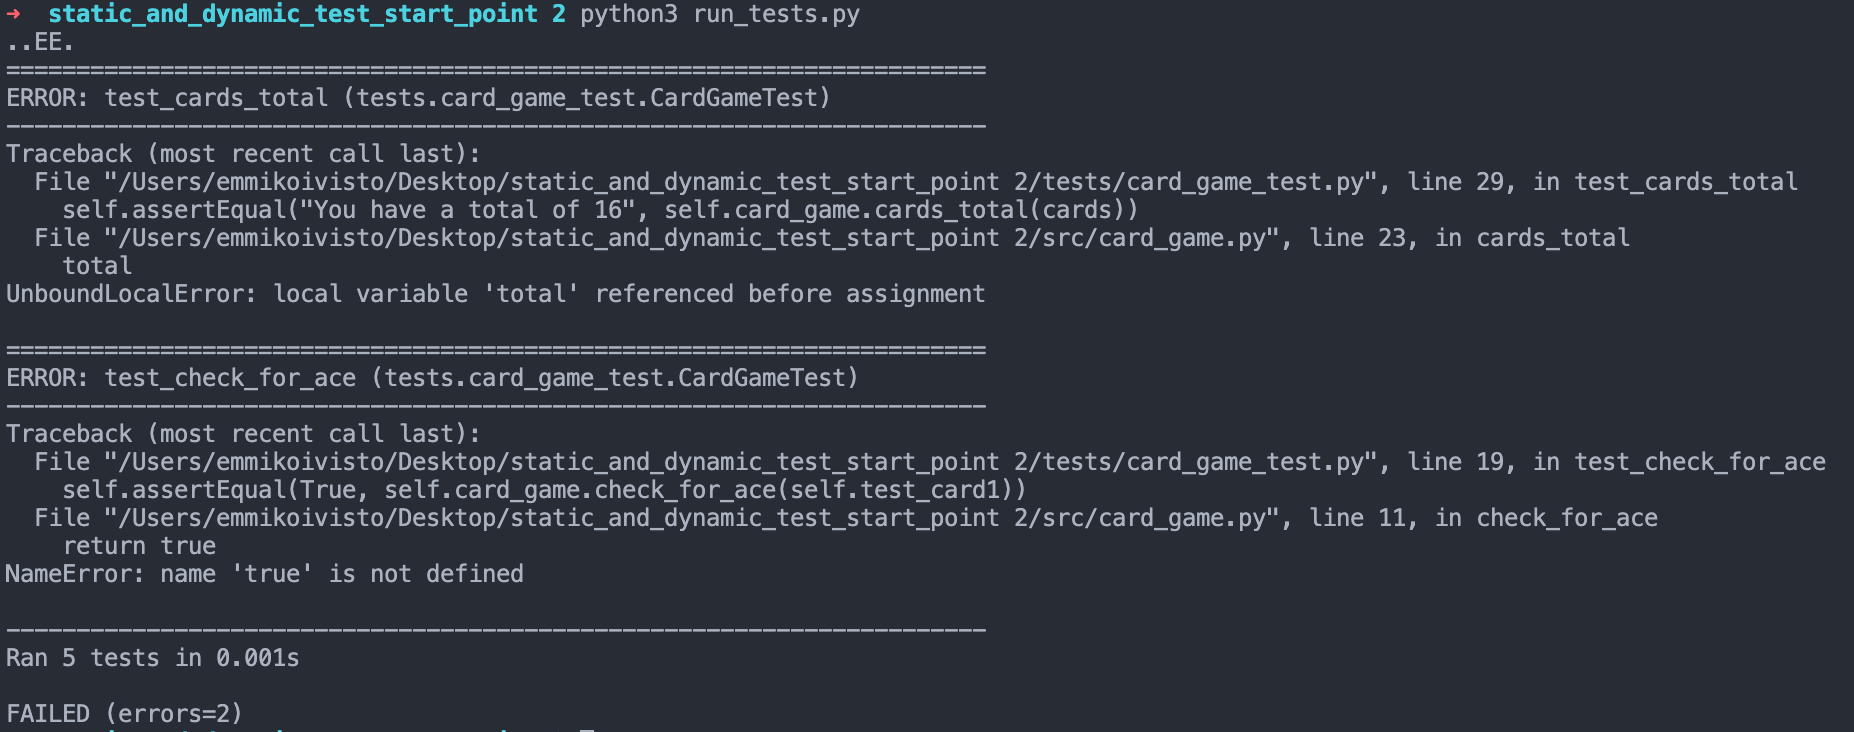 → static_and_dynamic_test_start_point 2 python3 run_tests.py
..EE.
======================================================================
ERROR: test_cards_total (tests.card_game_test.CardGameTest)
----------------------------------------------------------------------
Traceback (most recent call last):
  File "/Users/emmikoivisto/Desktop/static_and_dynamic_test_start_point 2/tests/card_game_test.py", line 29, in test_cards_total
    self.assertEqual("You have a total of 16", self.card_game.cards_total(cards))
  File "/Users/emmikoivisto/Desktop/static_and_dynamic_test_start_point 2/src/card_game.py", line 23, in cards_total
    total
UnboundLocalError: local variable 'total' referenced before assignment

======================================================================
ERROR: test_check_for_ace (tests.card_game_test.CardGameTest)
----------------------------------------------------------------------
Traceback (most recent call last):
  File "/Users/emmikoivisto/Desktop/static_and_dynamic_test_start_point 2/tests/card_game_test.py", line 19, in test_check_for_ace
    self.assertEqual(True, self.card_game.check_for_ace(self.test_card1))
  File "/Users/emmikoivisto/Desktop/static_and_dynamic_test_start_point 2/src/card_game.py", line 11, in check_for_ace
    return true
NameError: name 'true' is not defined

----------------------------------------------------------------------
Ran 5 tests in 0.001s

FAILED (errors=2)